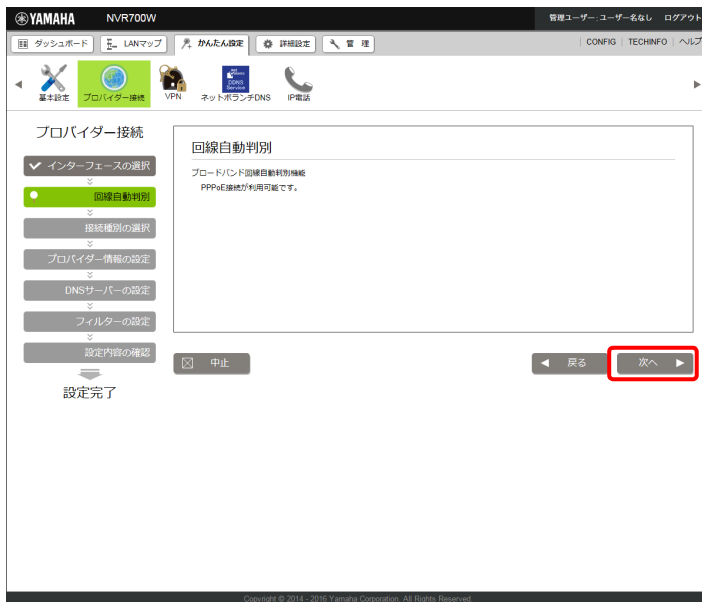 YAMAHA NVR700W 管理ユーザー:ユーザー名なし ログアウト
ダッシュボード LANマップ かんたん設定 詳細設定 管 理 CONFIG TECHINFO ヘルプ
基本設定 プロバイダー接続 VPN ネットボランチDNS IP電話
DDNS
Service
プロバイダー接続
インターフェースの選択
回線自動判別
接続種別の選択
プロバイダー情報の設定
DNSサーバーの設定
フィルターの設定
設定内容の確認
設定完了
回線自動判別
ブロードバンド回線自動判別機能
PPPoE接続が利用可能です。
中止 戻る 次へ
Copyright © 2014 - 2016 Yamaha Corporation. All Rights Reserved.